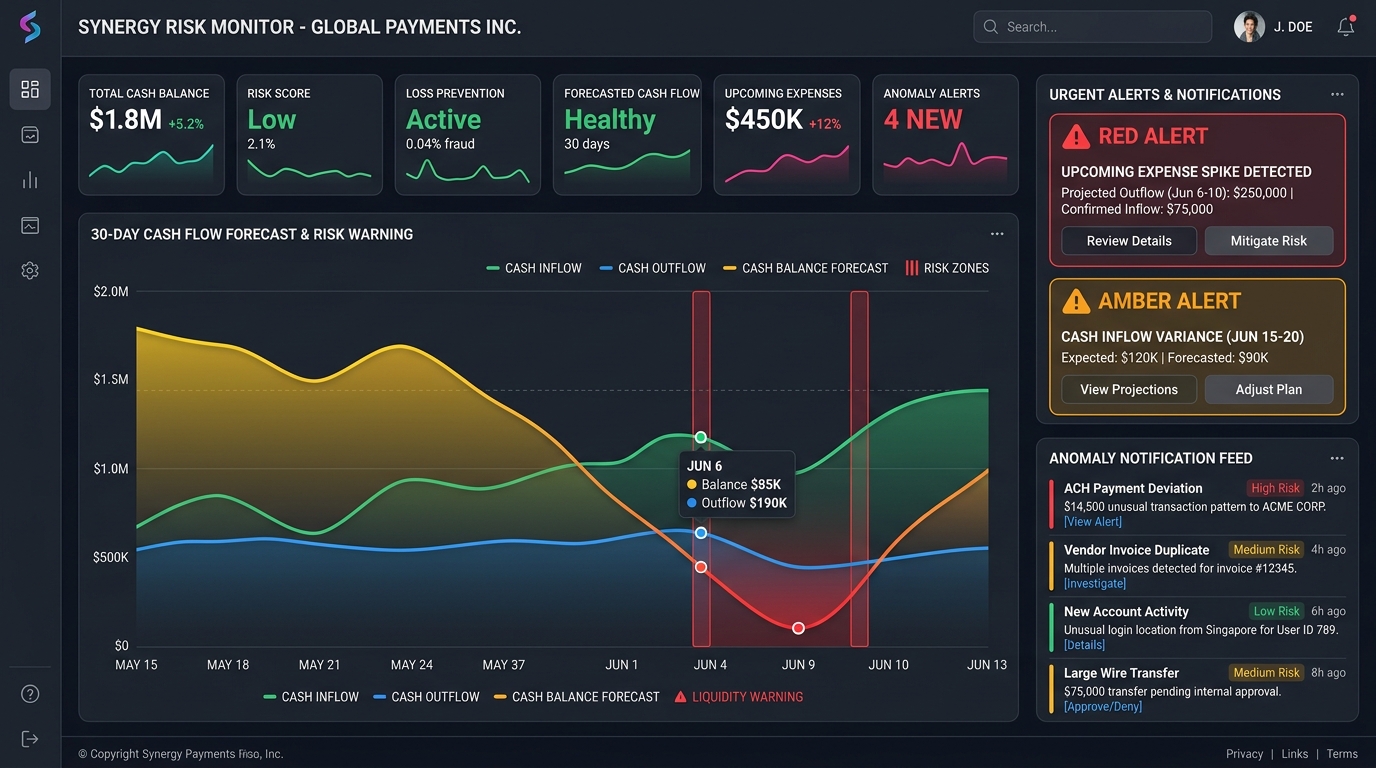 SYNERGY RISK MONITOR - GLOBAL PAYMENTS INC.
Search...
J. DOE
TOTAL CASH BALANCE
$1.8M +5.2%
RISK SCORE
Low
2.1%
LOSS PREVENTION
Active
0.04% fraud
FORECASTED CASH FLOW
Healthy
30 days
UPCOMING EXPENSES
$450K +12%
ANOMALY ALERTS
4 NEW
30-DAY CASH FLOW FORECAST & RISK WARNING
CASH INFLOW CASH OUTFLOW CASH BALANCE FORECAST RISK ZONES
$2.0M
$1.5M
$1.0M
$500K
$0
JUN 6
Balance $85K
Outflow $190K
MAY 15 MAY 18 MAY 21 MAY 24 MAY 37 JUN 1 JUN 4 JUN 9 JUN 10 JUN 13
CASH INFLOW CASH OUTFLOW CASH BALANCE FORECAST LIQUIDITY WARNING
URGENT ALERTS & NOTIFICATIONS
RED ALERT
UPCOMING EXPENSE SPIKE DETECTED
Projected Outflow (Jun 6-10): $250,000 |
Confirmed Inflow: $75,000
Review Details Mitigate Risk
AMBER ALERT
CASH INFLOW VARIANCE (JUN 15-20)
Expected: $120K | Forecasted: $90K
View Projections Adjust Plan
ANOMALY NOTIFICATION FEED
ACH Payment Deviation High Risk 2h ago
$14,500 unusual transaction pattern to ACME CORP.
[View Alert]
Vendor Invoice Duplicate Medium Risk 4h ago
Multiple invoices detected for invoice #12345.
[Investigate]
New Account Activity Low Risk 6h ago
Unusual login location from Singapore for User ID 789.
[Details]
Large Wire Transfer Medium Risk 8h ago
$75,000 transfer pending internal approval.
[Approve/Deny]
© Copyright Synergy Payments Inc.
Privacy | Links | Terms